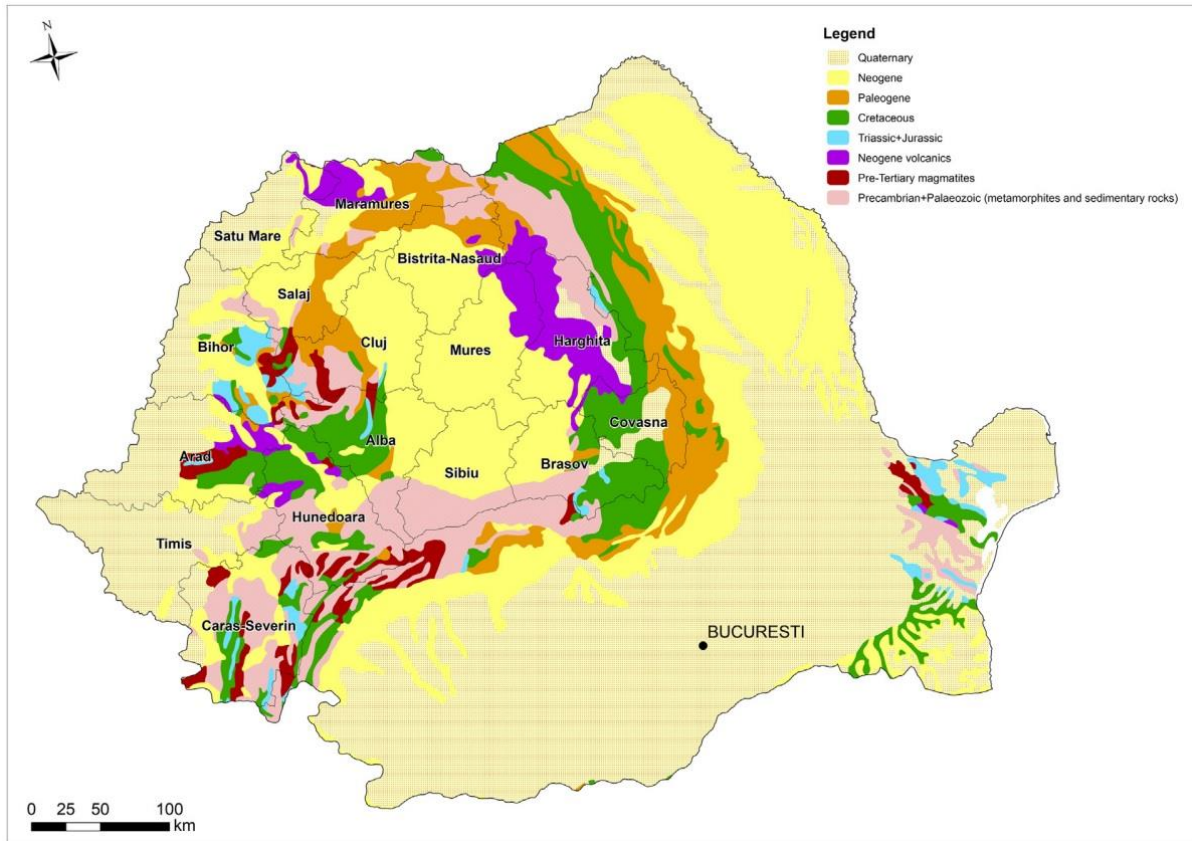 N
Legend
Quaternary
Neogene
Paleogene
Cretaceous
Triassic+Jurassic
Neogene volcanics
Pre-Tertiary magmatites
Precambrian+Palaeozoic (metamorphites and sedimentary rocks)
Maramures
Satu Mare
Bistrita-Nasaud
Salaj
Bihor
Cluj
Mures
Harghita
Covasna
Alba
Arad
Sibiu
Brasov
Hunedoara
Timis
Caras-Severin
BUCURESTI
0 25 50 100
km